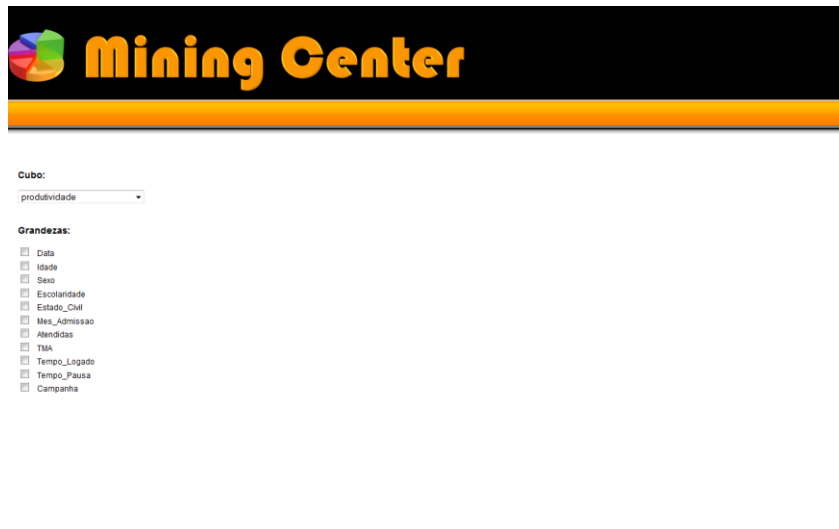 Mining Center
Cubo:
produtividade
Grandezas:
Data
Idade
Sexo
Escolaridade
Estado_Civil
Mes_Admissao
Atendidas
TMA
Tempo_Logado
Tempo_Pausa
Campanha